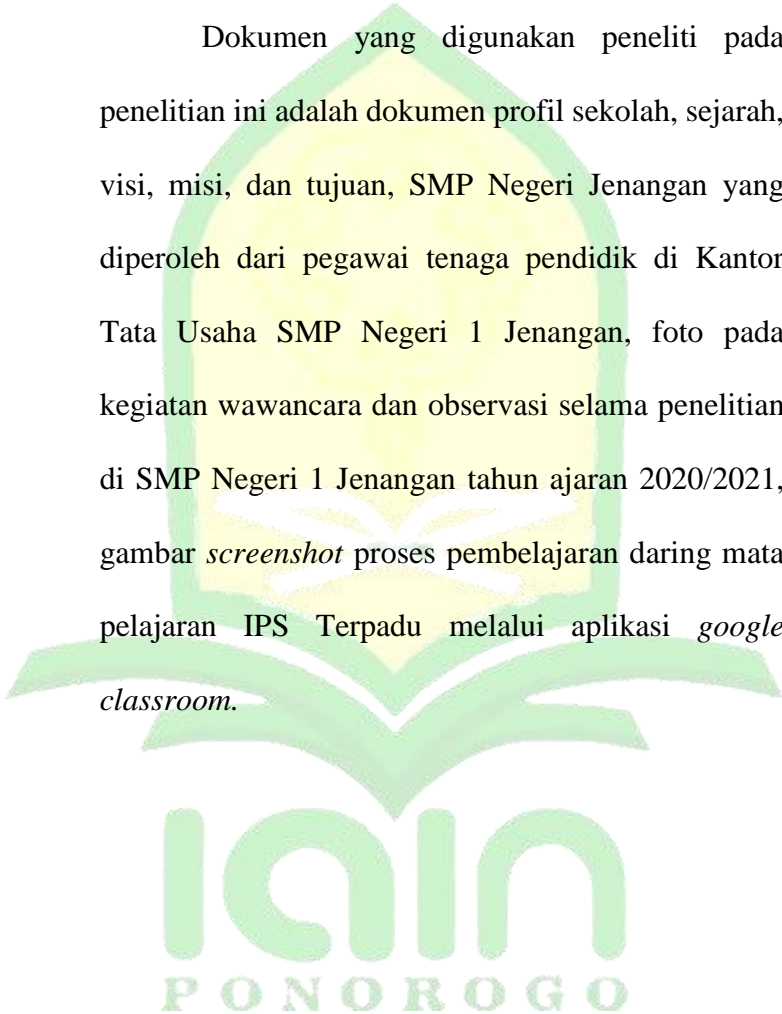 Dokumen yang digunakan peneliti pada
penelitian ini adalah dokumen profil sekolah, sejarah,
visi, misi, dan tujuan, SMP Negeri Jenangan yang
diperoleh dari pegawai tenaga pendidik di Kantor
Tata Usaha SMP Negeri 1 Jenangan, foto pada
kegiatan wawancara dan observasi selama penelitian
di SMP Negeri 1 Jenangan tahun ajaran 2020/2021,
gambar screenshot proses pembelajaran daring mata
pelajaran IPS Terpadu melalui aplikasi google
classroom.
iain
PONOROGO